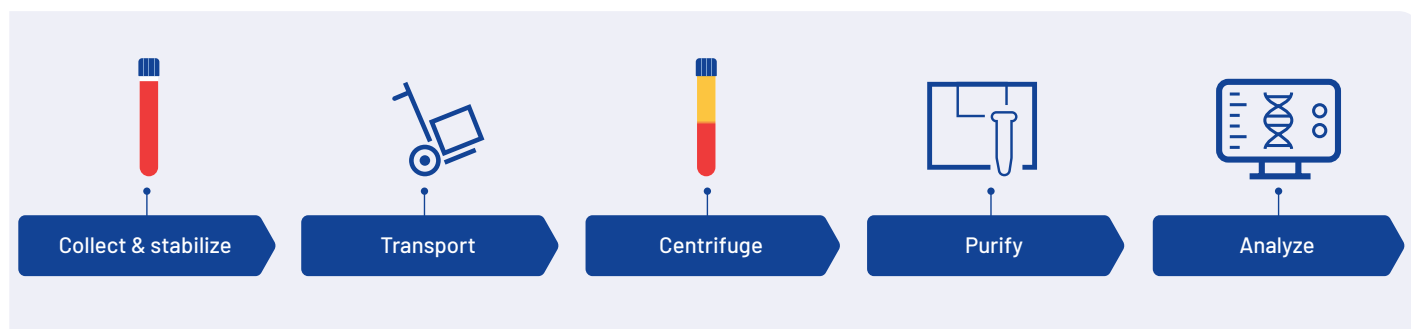 Collect & stabilize
Transport
Centrifuge
Purify
Analyze